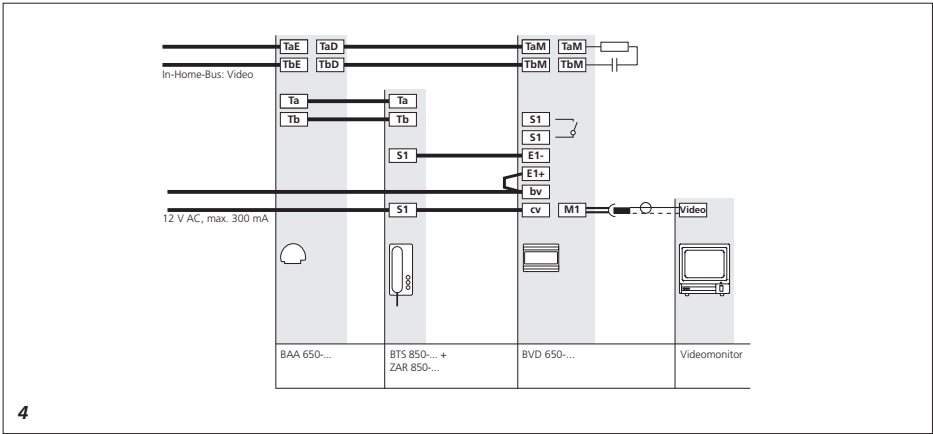 TaE TaD TaM TaM
TbE TbD TbM TbM
In-Home-Bus: Video
Ta Ta
Tb Tb S1
S1
S1 E1-
E1+
bv
12 V AC, max. 300 mA S1 cv M1 Video
BAA 650-... BTS 850-... + BVD 650-... Videomonitor
ZAR 850-...
4